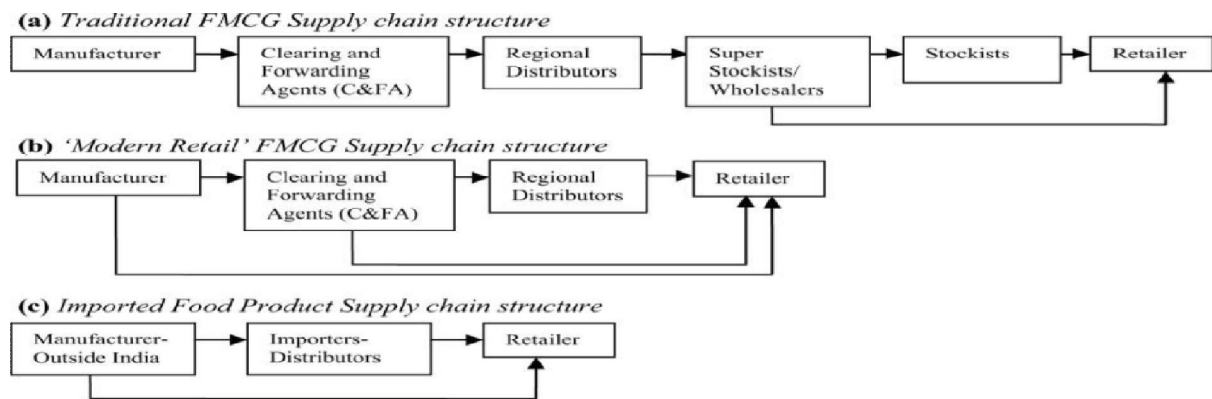 (a) Traditional FMCG Supply chain structure
Manufacturer
Clearing and
Forwarding
Agents (C&FA)
Regional
Distributors
Super
Stockists/
Wholesalers
Stockists
Retailer
(b) ‘Modern Retail’ FMCG Supply chain structure
Manufacturer
Clearing and
Forwarding
Agents (C&FA)
Regional
Distributors
Retailer
(c) Imported Food Product Supply chain structure
Manufacturer-
Outside India
Importers-
Distributors
Retailer